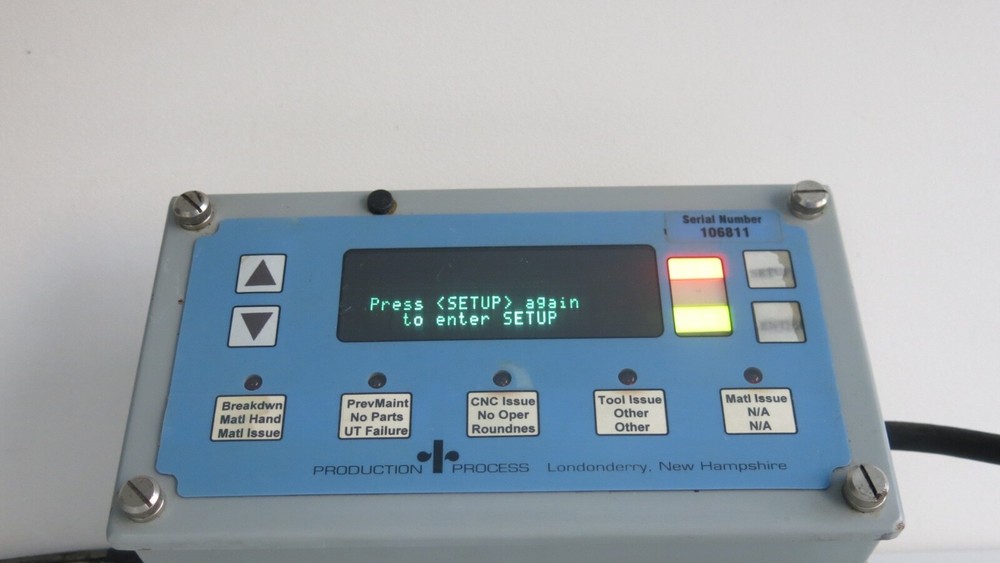 Serial Number
106811
SETUP
Press <SETUP> again
to enter SETUP
Breakdwn
Matl Hand
Matl Issue
PrevMaint
No Parts
UT Failure
CNC Issue
No Oper
Roundnes
Tool Issue
Other
Other
Matl Issue
N/A
N/A
PRODUCTION PROCESS Londonderry, New Hampshire